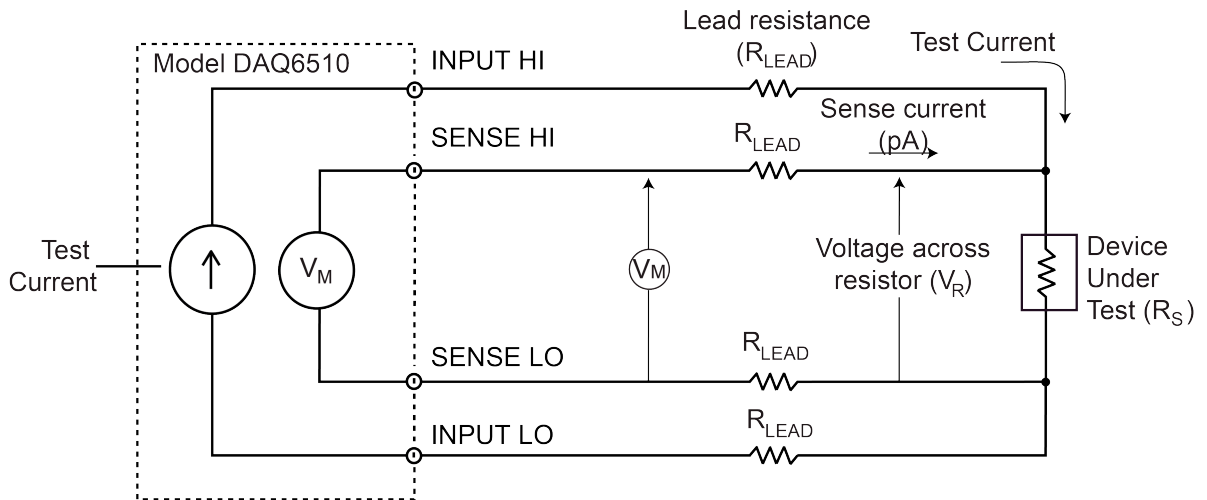 Lead resistance
(RLEAD)
Test Current
Model DAQ6510
INPUT HI
Sense current
(pA)
SENSE HI
RLEAD
Test
Current
VM
VM
Voltage across
resistor (VR)
Device
Under
Test (RS)
SENSE LO
RLEAD
INPUT LO
RLEAD